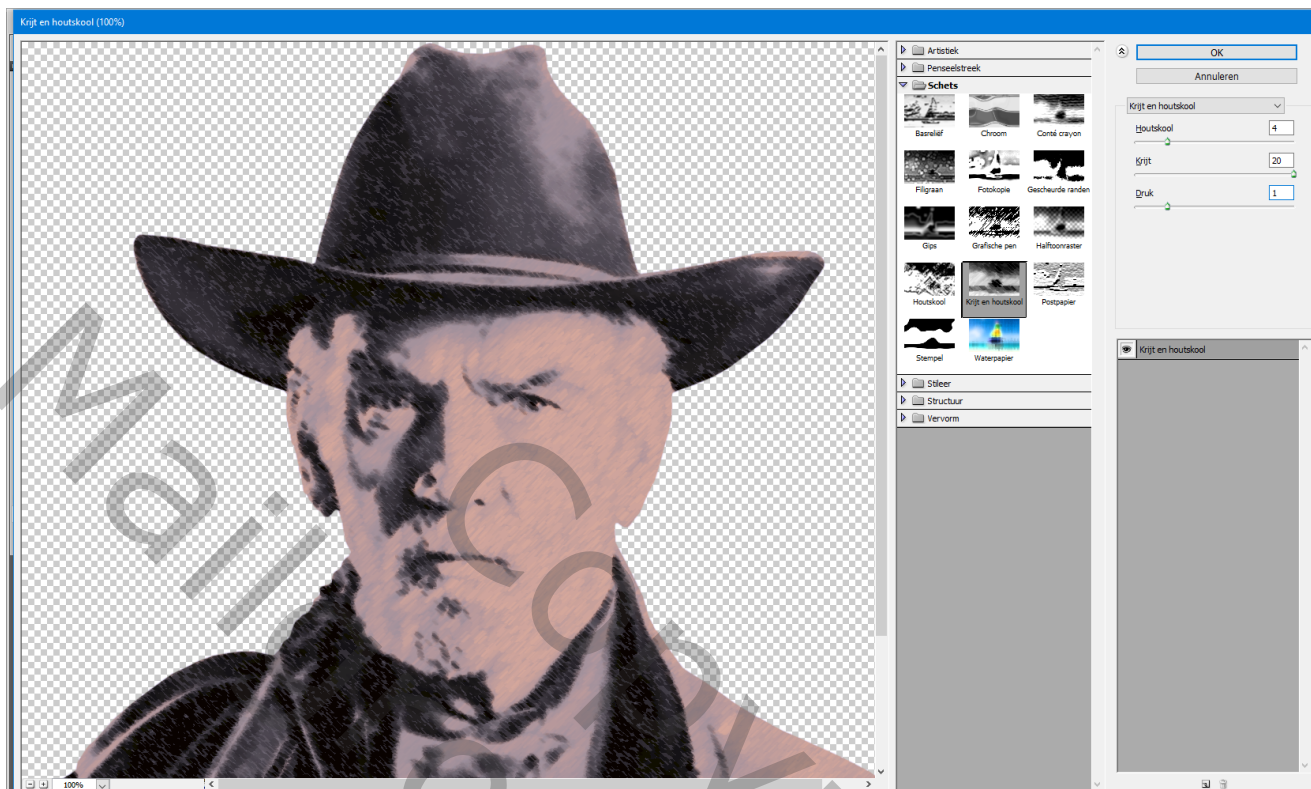 Krijt en houtskool (100%)
Artistiek
Penseelstreek
Schets
Basreliëf Chroom Conté crayon
Filigraan Fotokopie Gescheurde randen
Gips Grafische pen Halftoonraster
Houtskool Krijt en houtskool Postpapier
Stempel Waterpapier
Stileer
Structuur
Vervorm
OK
Annuleren
Krijt en houtskool
Houtskool 4
Krijt 20
Druk 1
Krijt en houtskool
100%